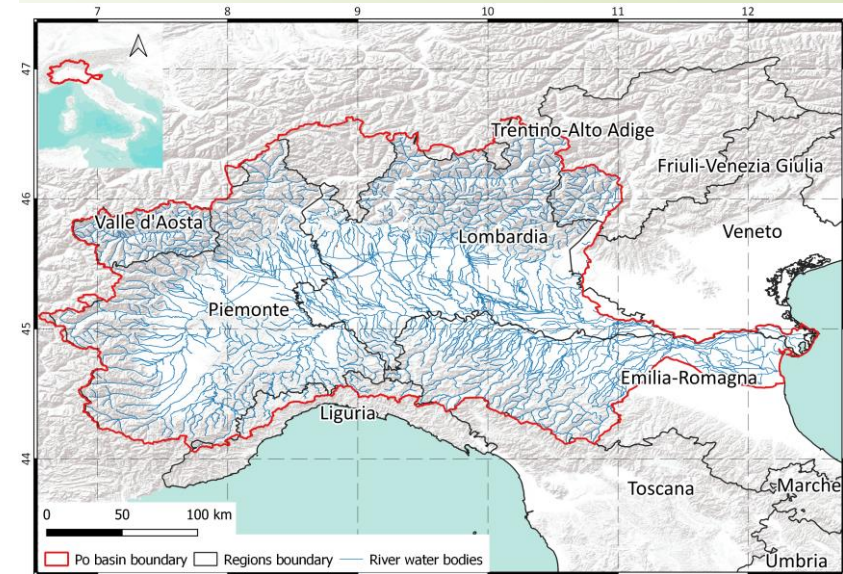 7 8 9 10 11 12
47
Trentino-Alto Adige
Friuli-Venezia Giulia
46
Valle d'Aosta
Veneto
Lombardia
Piemonte
45
Emilia-Romagna
Liguria
44
Toscana
Marche
0 50 100 km
Po basin boundary Regions boundary River water bodies
Umbria